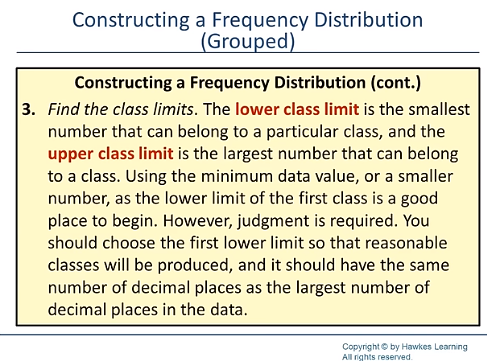 Constructing a Frequency Distribution
(Grouped)
Constructing a Frequency Distribution (cont.)
3. Find the class limits. The lower class limit is the smallest
number that can belong to a particular class, and the
upper class limit is the largest number that can belong
to a class. Using the minimum data value, or a smaller
number, as the lower limit of the first class is a good
place to begin. However, judgment is required. You
should choose the first lower limit so that reasonable
classes will be produced, and it should have the same
number of decimal places as the largest number of
decimal places in the data.
Copyright © by Hawkes Learning
All rights reserved.